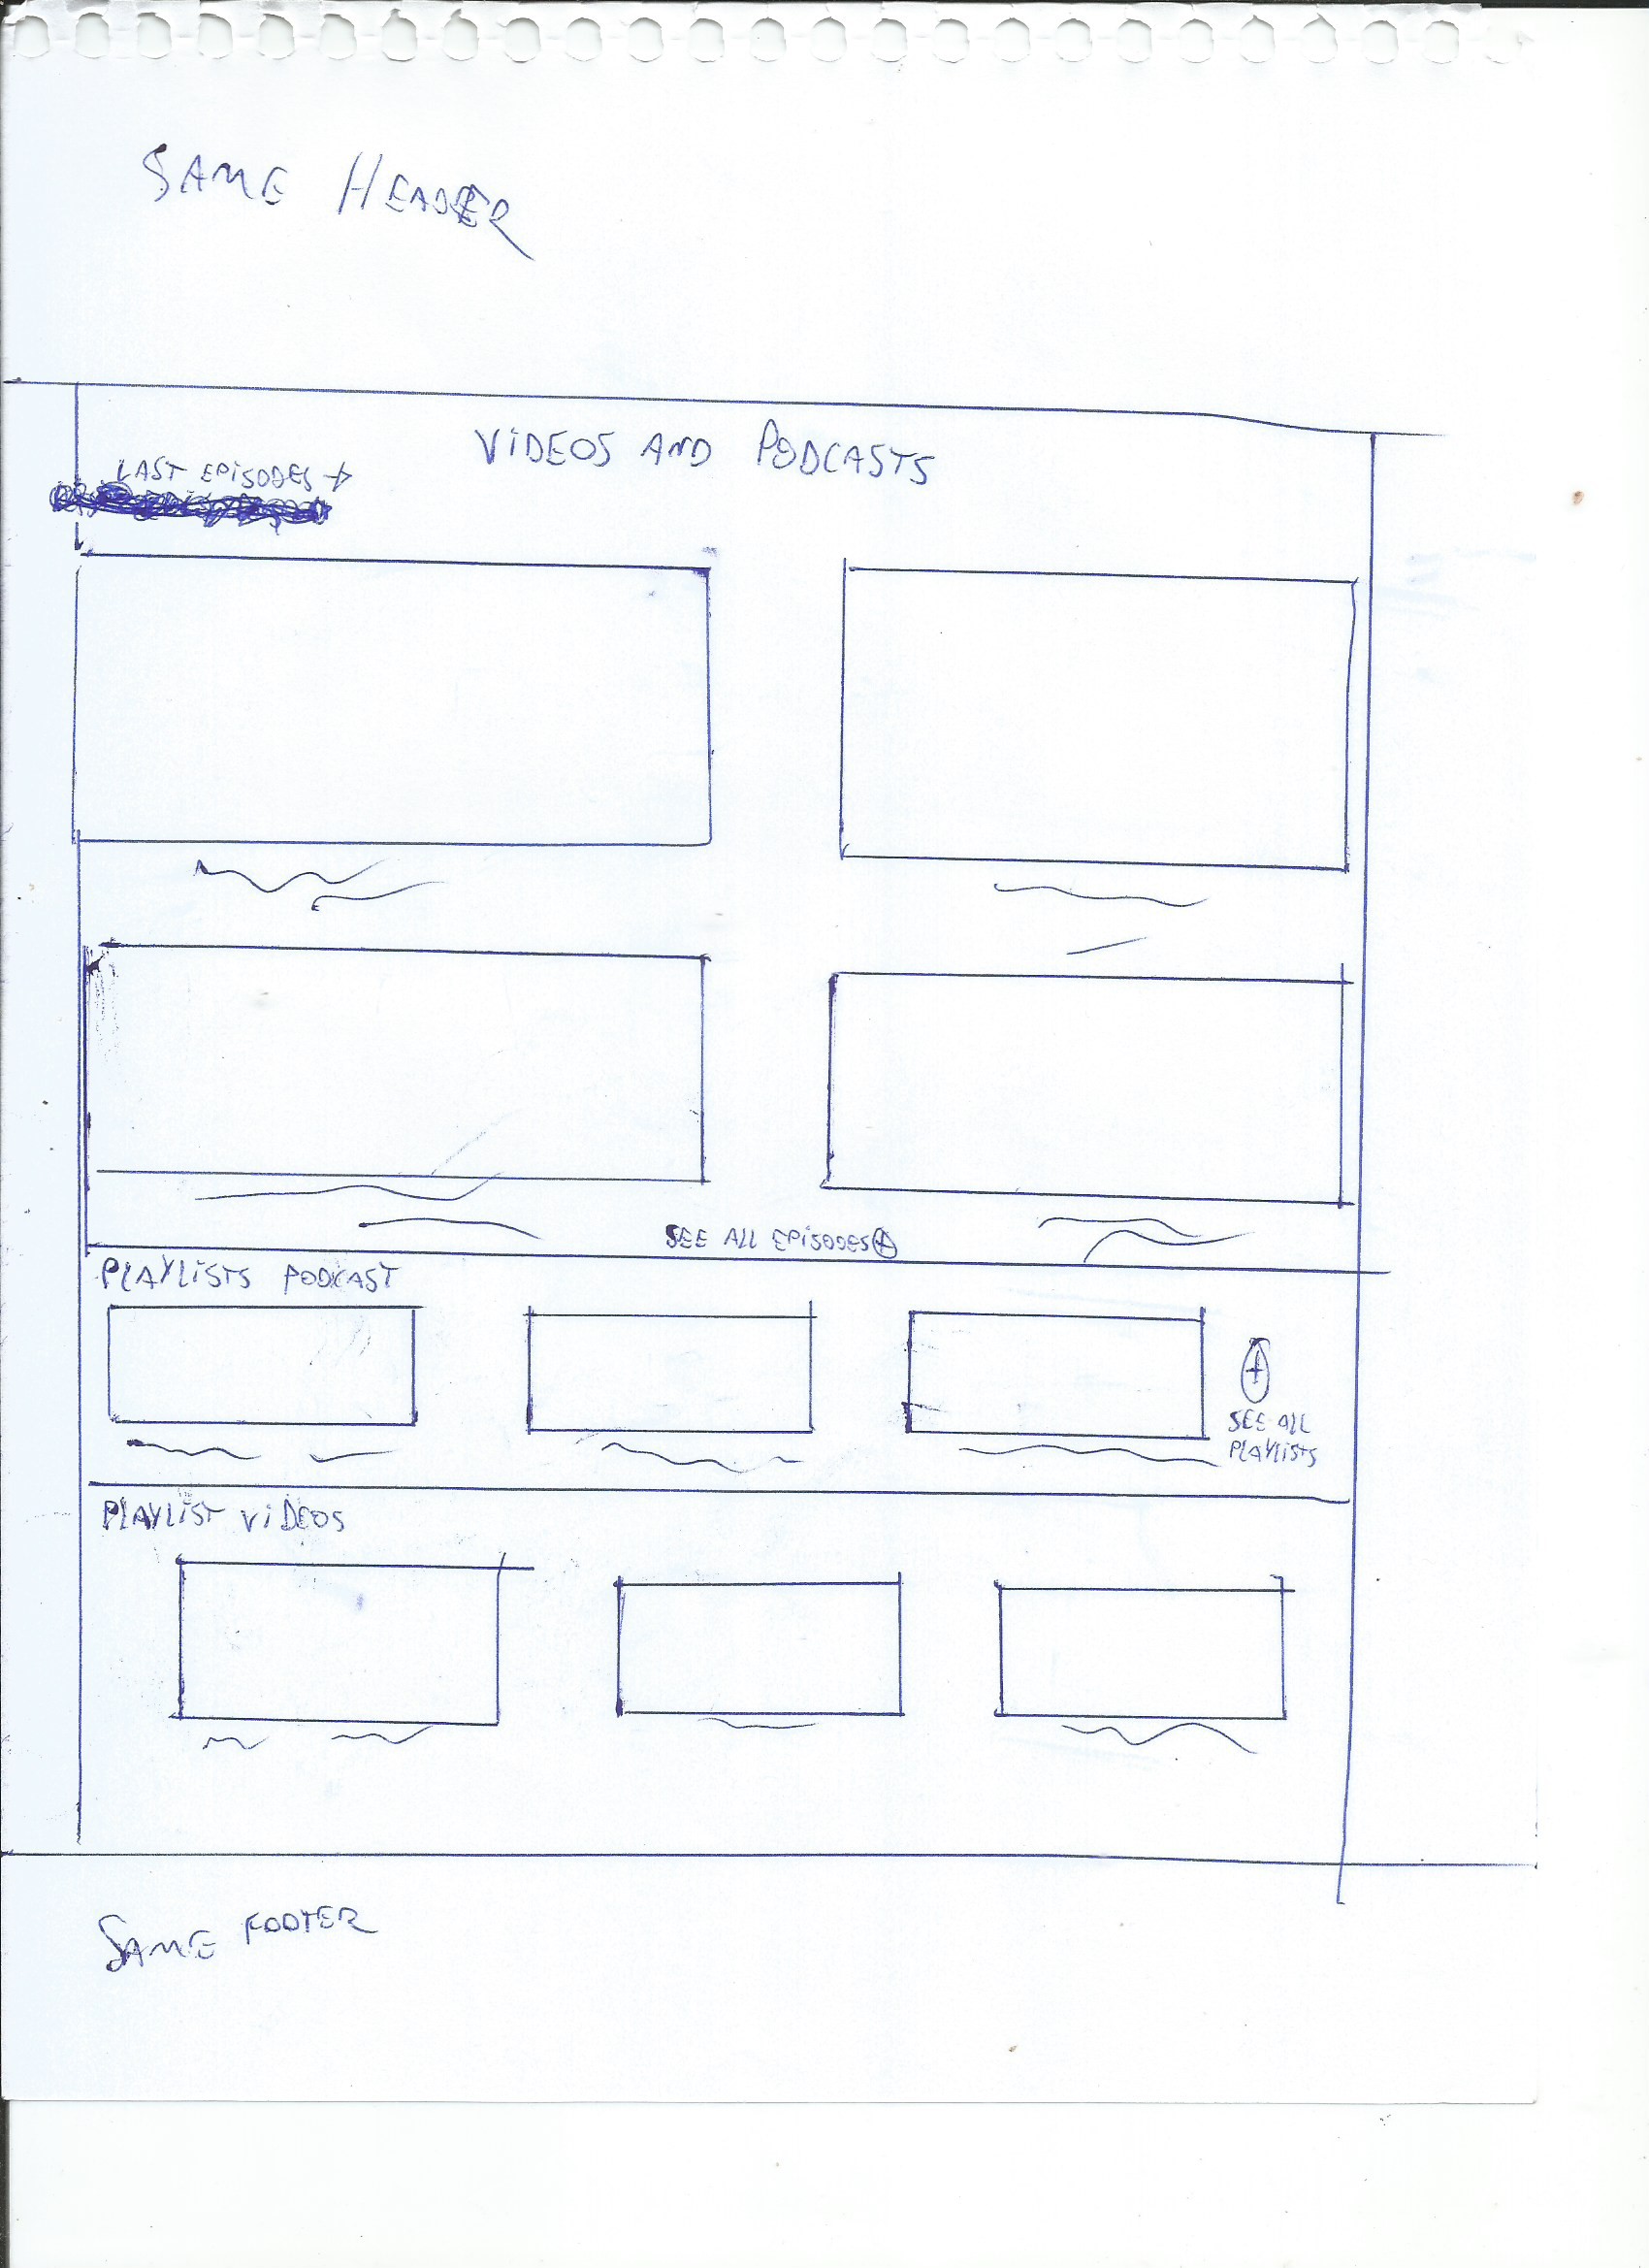 SAME HEADER
VIDEOS AND PODCASTS
LAST EPISODES +
SEE ALL EPISODES +
PLAYLISTS PODCAST
+
SEE ALL
PLAYLISTS
PLAYLIST VIDEOS
SAME FOOTER